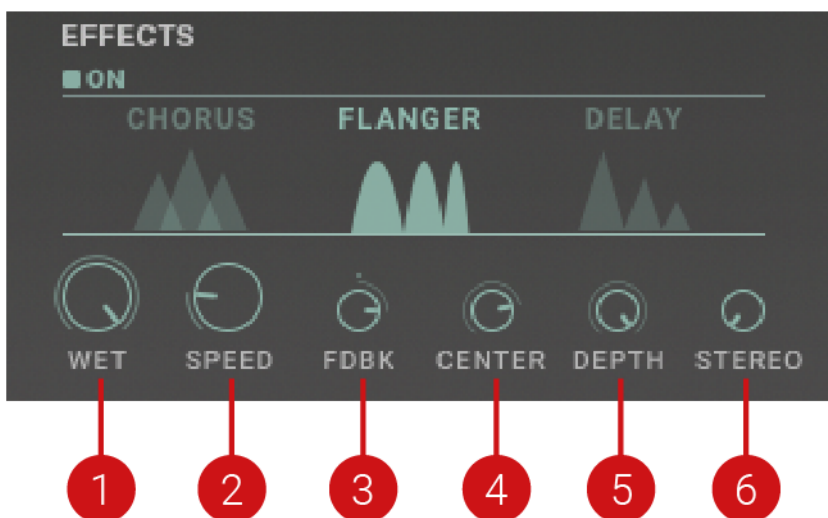 EFFECTS
ON
CHORUS FLANGER DELAY
WET SPEED FDBK CENTER DEPTH STEREO
1 2 3 4 5 6